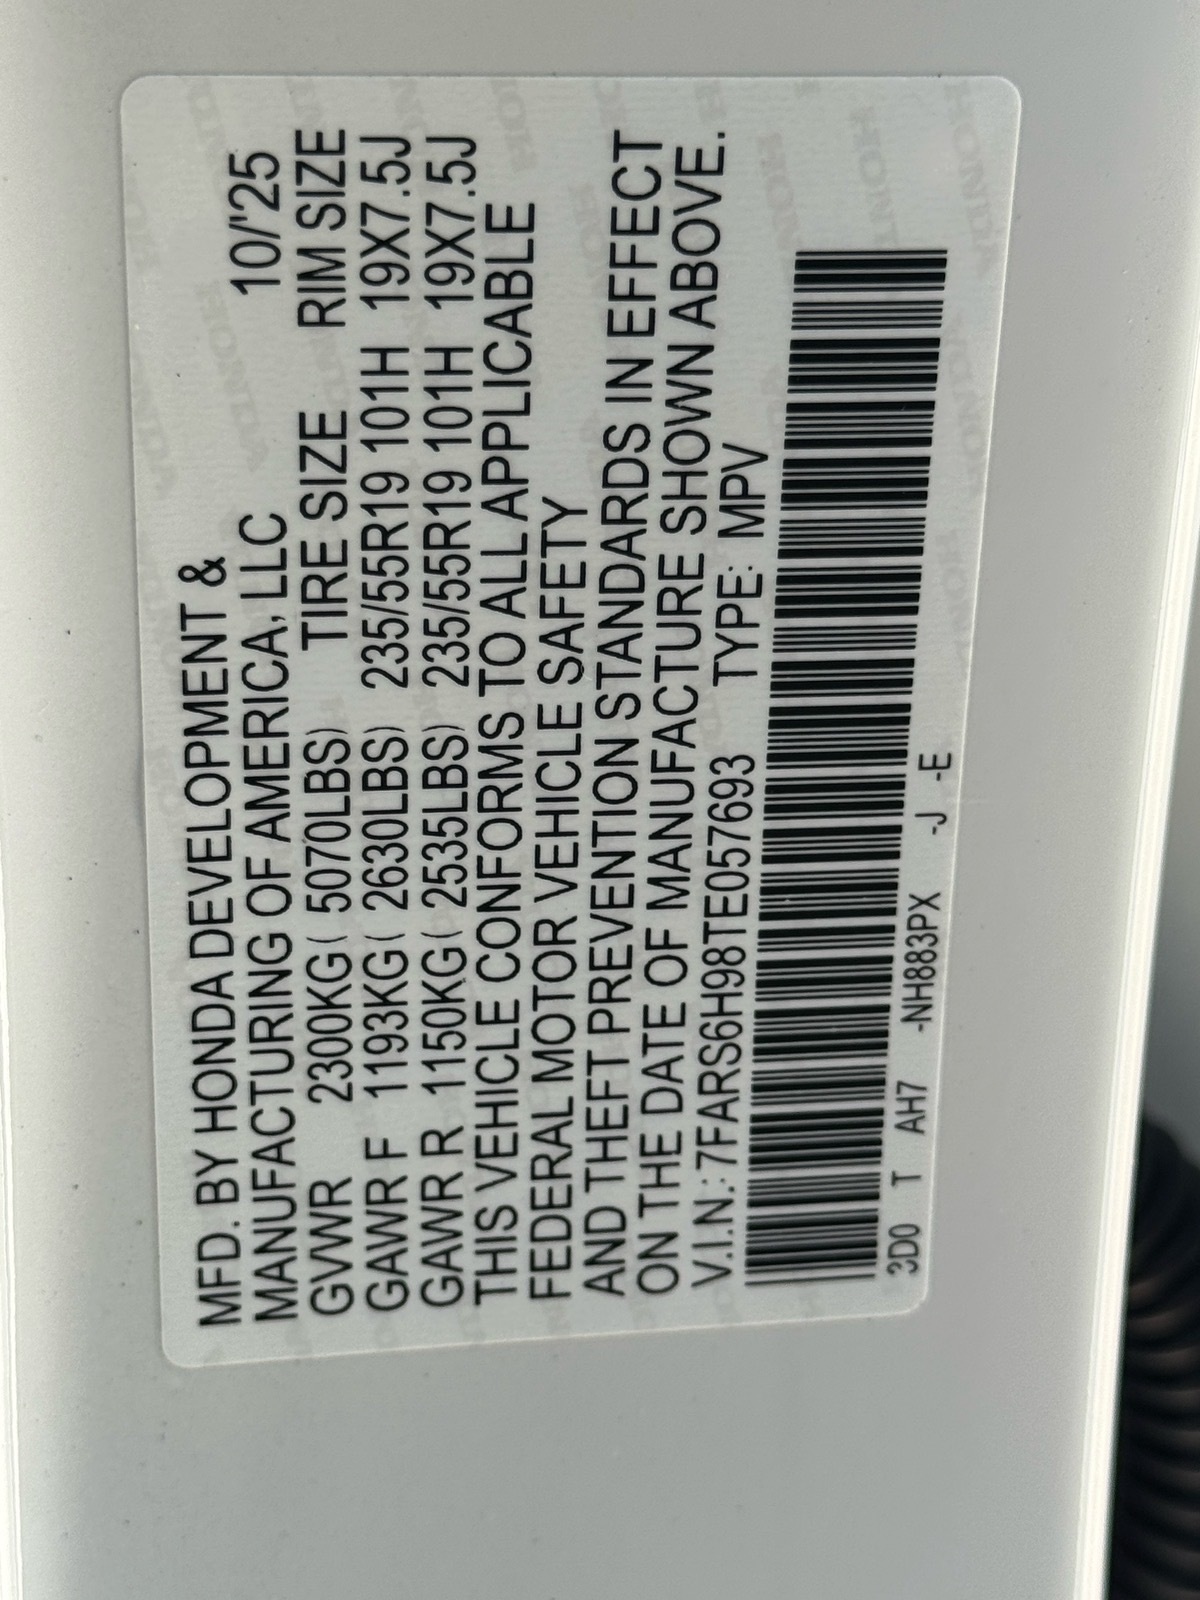 MFD. BY HONDA DEVELOPMENT &
MANUFACTURING OF AMERICA, LLC 10/'25
GVWR 2300KG( 5070LBS) TIRE SIZE RIM SIZE
GAWR F 1193KG( 2630LBS) 235/55R19 101H 19X7.5J
GAWR R 1150KG( 2535LBS) 235/55R19 101H 19X7.5J
THIS VEHICLE CONFORMS TO ALL APPLICABLE
FEDERAL MOTOR VEHICLE SAFETY
AND THEFT PREVENTION STANDARDS IN EFFECT
ON THE DATE OF MANUFACTURE SHOWN ABOVE.
V.I.N.: 7FARS6H98TE057693 TYPE: MPV
3D0 T AH7 -NH883PX -J -E